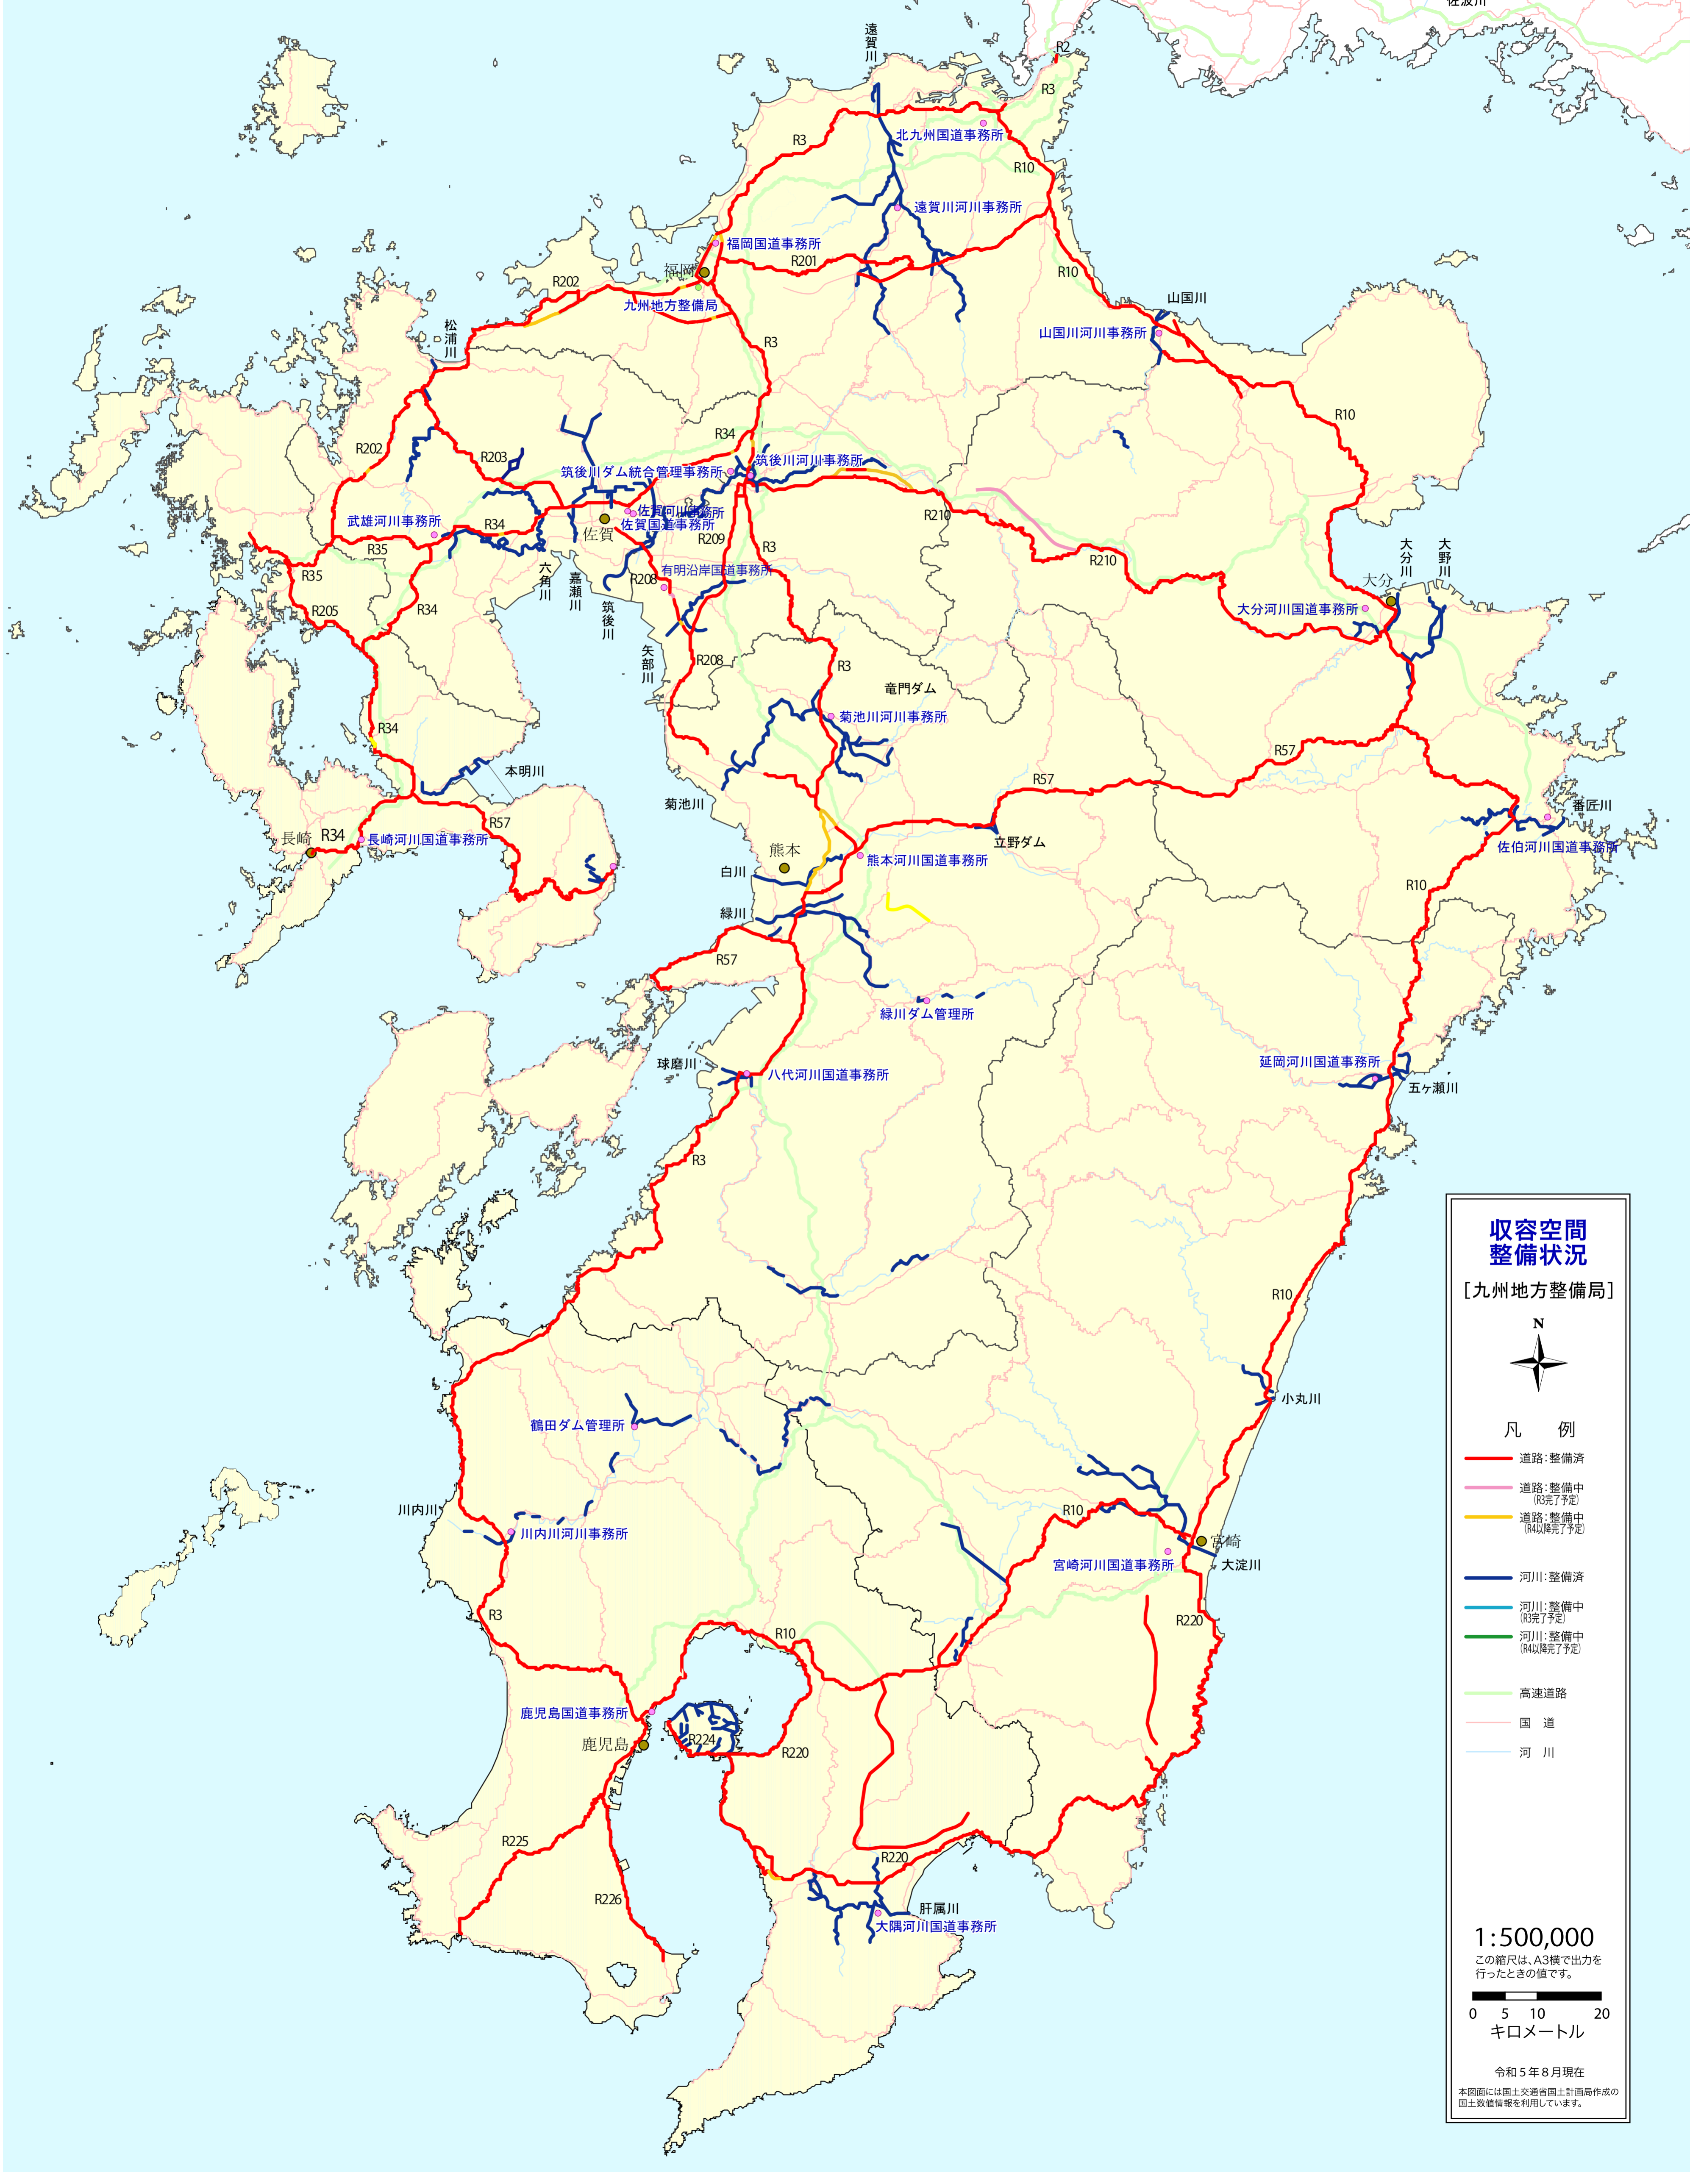 佐波川
遠賀川
R2
R3
北九州国道事務所
R3
R10
遠賀川河川事務所
福岡国道事務所
福岡
R201
R10
R202
九州地方整備局
山国川
山国川河川事務所
松浦川
R3
R10
R34
R202
R203
筑後川河川事務所
筑後川ダム統合管理事務所
佐賀国道事務所
佐賀
武雄河川事務所
R34
R210
R209
R3
R35
R210
大分川
大野川
有明沿岸国道事務所
R35
六角川
嘉瀬川
R208
大分
R205
R34
筑後川
大分河川国道事務所
矢部川
R208
R3
竜門ダム
菊池川河川事務所
R34
R57
本明川
R57
菊池川
番匠川
R57
長崎
R34
長崎河川国道事務所
熊本
立野ダム
佐伯河川国道事務所
熊本河川国道事務所
白川
R10
緑川
R57
緑川ダム管理所
球磨川
八代河川国道事務所
延岡河川国道事務所
五ヶ瀬川
R3
R10
小丸川
鶴田ダム管理所
川内川
川内川河川事務所
R10
宮崎
宮崎河川国道事務所
大淀川
R3
R220
R10
鹿児島国道事務所
鹿児島
R224
R220
R225
R220
R226
肝属川
大隅河川国道事務所
収容空間
整備状況
[九州地方整備局]
N
凡 例
道路:整備済
道路:整備中
(R3完了予定)
道路:整備中
(R4以降完了予定)
河川:整備済
河川:整備中
(R3完了予定)
河川:整備中
(R4以降完了予定)
高速道路
国 道
河 川
1:500,000
この縮尺は、A3横で出力を
行ったときの値です。
0 5 10 20
キロメートル
令和5年8月現在
本図面には国土交通省国土計画局作成の
国土数値情報を利用しています。